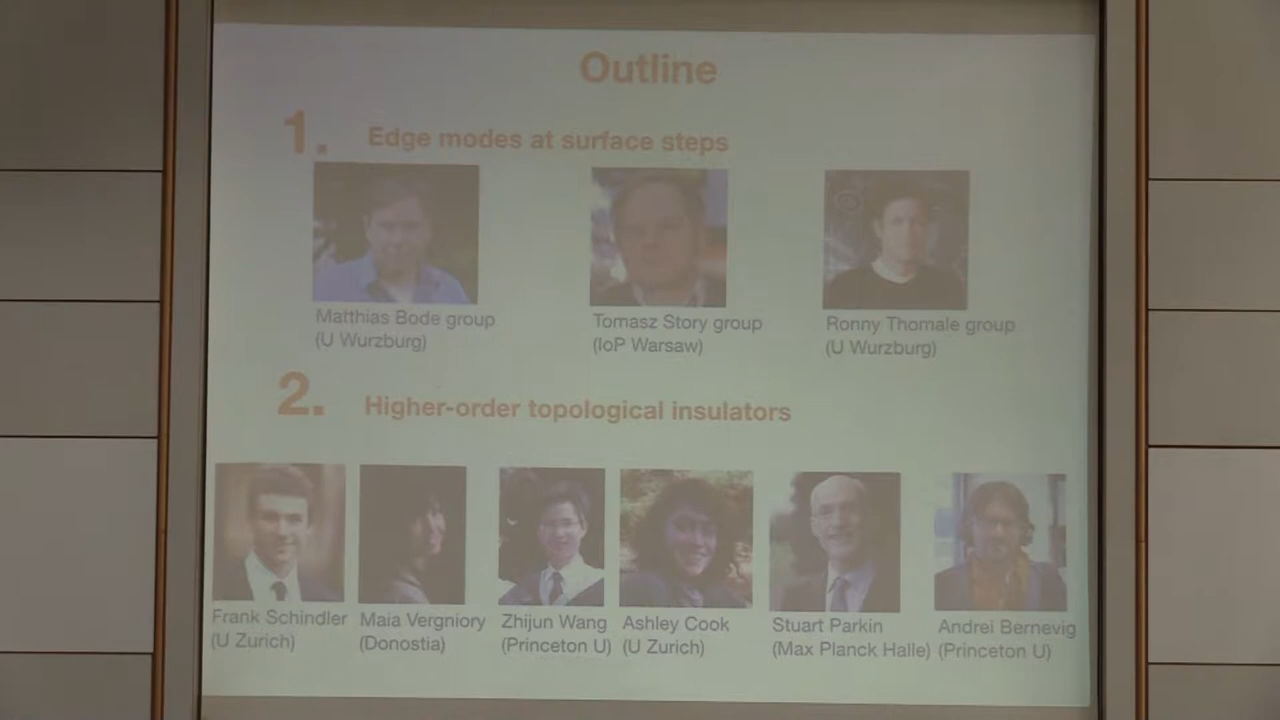 Outline
1. Edge modes at surface steps
Matthias Bode group
(U Wurzburg)
Tomasz Story group
(IoP Warsaw)
Ronny Thomale group
(U Wurzburg)
2. Higher-order topological insulators
Frank Schindler
(U Zurich)
Maia Vergniory
(Donostia)
Zhijun Wang
(Princeton U)
Ashley Cook
(U Zurich)
Stuart Parkin
(Max Planck Halle)
Andrei Bernevig
(Princeton U)